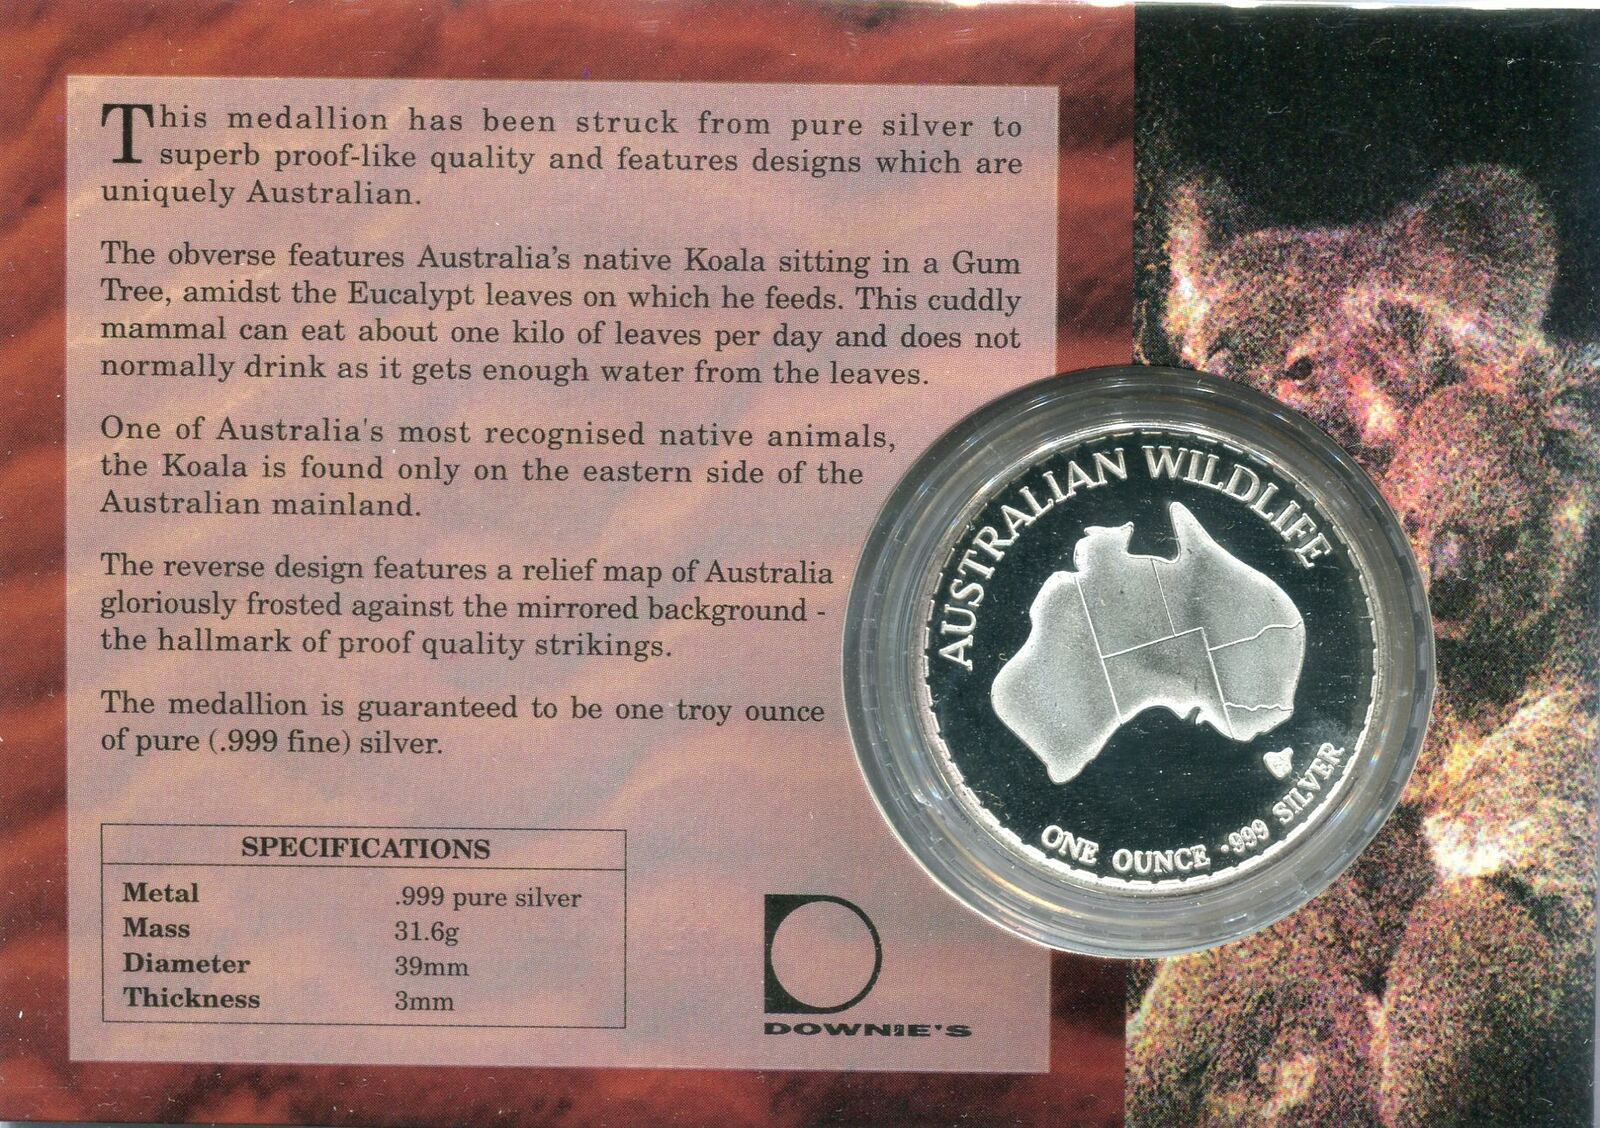 This medallion has been struck from pure silver to
superb proof-like quality and features designs which are
uniquely Australian.
The obverse features Australia's native Koala sitting in a Gum
Tree, amidst the Eucalypt leaves on which he feeds. This cuddly
mammal can eat about one kilo of leaves per day and does not
normally drink as it gets enough water from the leaves.
One of Australia's most recognised native animals,
the Koala is found only on the eastern side of the
Australian mainland.
The reverse design features a relief map of Australia
gloriously frosted against the mirrored background -
the hallmark of proof quality strikings.
The medallion is guaranteed to be one troy ounce
of pure (.999 fine) silver.
SPECIFICATIONS
Metal .999 pure silver
Mass 31.6g
Diameter 39mm
Thickness 3mm
DOWNIE'S
AUSTRALIAN WILDLIFE
ONE OUNCE .999 SILVER